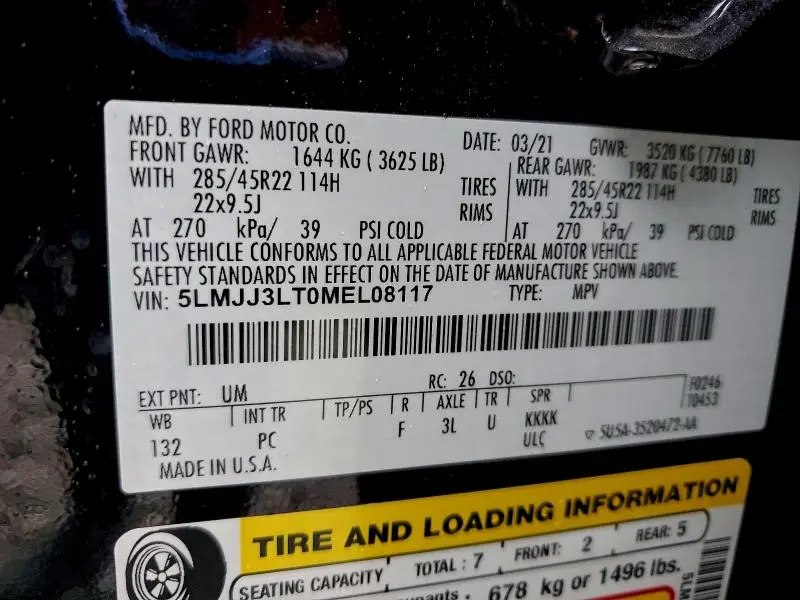 MFD. BY FORD MOTOR CO. DATE: 03/21 GVWR: 3520 KG ( 7760 LB)
FRONT GAWR: 1644 KG ( 3625 LB) REAR GAWR: 1987 KG ( 4380 LB)
WITH 285/45R22 114H TIRES WITH 285/45R22 114H TIRES
22x9.5J RIMS 22x9.5J RIMS
AT 270 kPa/ 39 PSI COLD AT 270 kPa/ 39 PSI COLD
THIS VEHICLE CONFORMS TO ALL APPLICABLE FEDERAL MOTOR VEHICLE
SAFETY STANDARDS IN EFFECT ON THE DATE OF MANUFACTURE SHOWN ABOVE.
VIN: 5LMJJ3LT0MEL08117 TYPE: MPV
EXT PNT: UM RC: 26 DSO: F0246
WB INT TR TP/PS R AXLE TR SPR T0453
132 PC F 3L U KKKK
ULC 5U5A-3520472-AA
MADE IN U.S.A.
TIRE AND LOADING INFORMATION
SEATING CAPACITY TOTAL : 7 FRONT: 2 REAR: 5
678 kg or 1496 lbs.